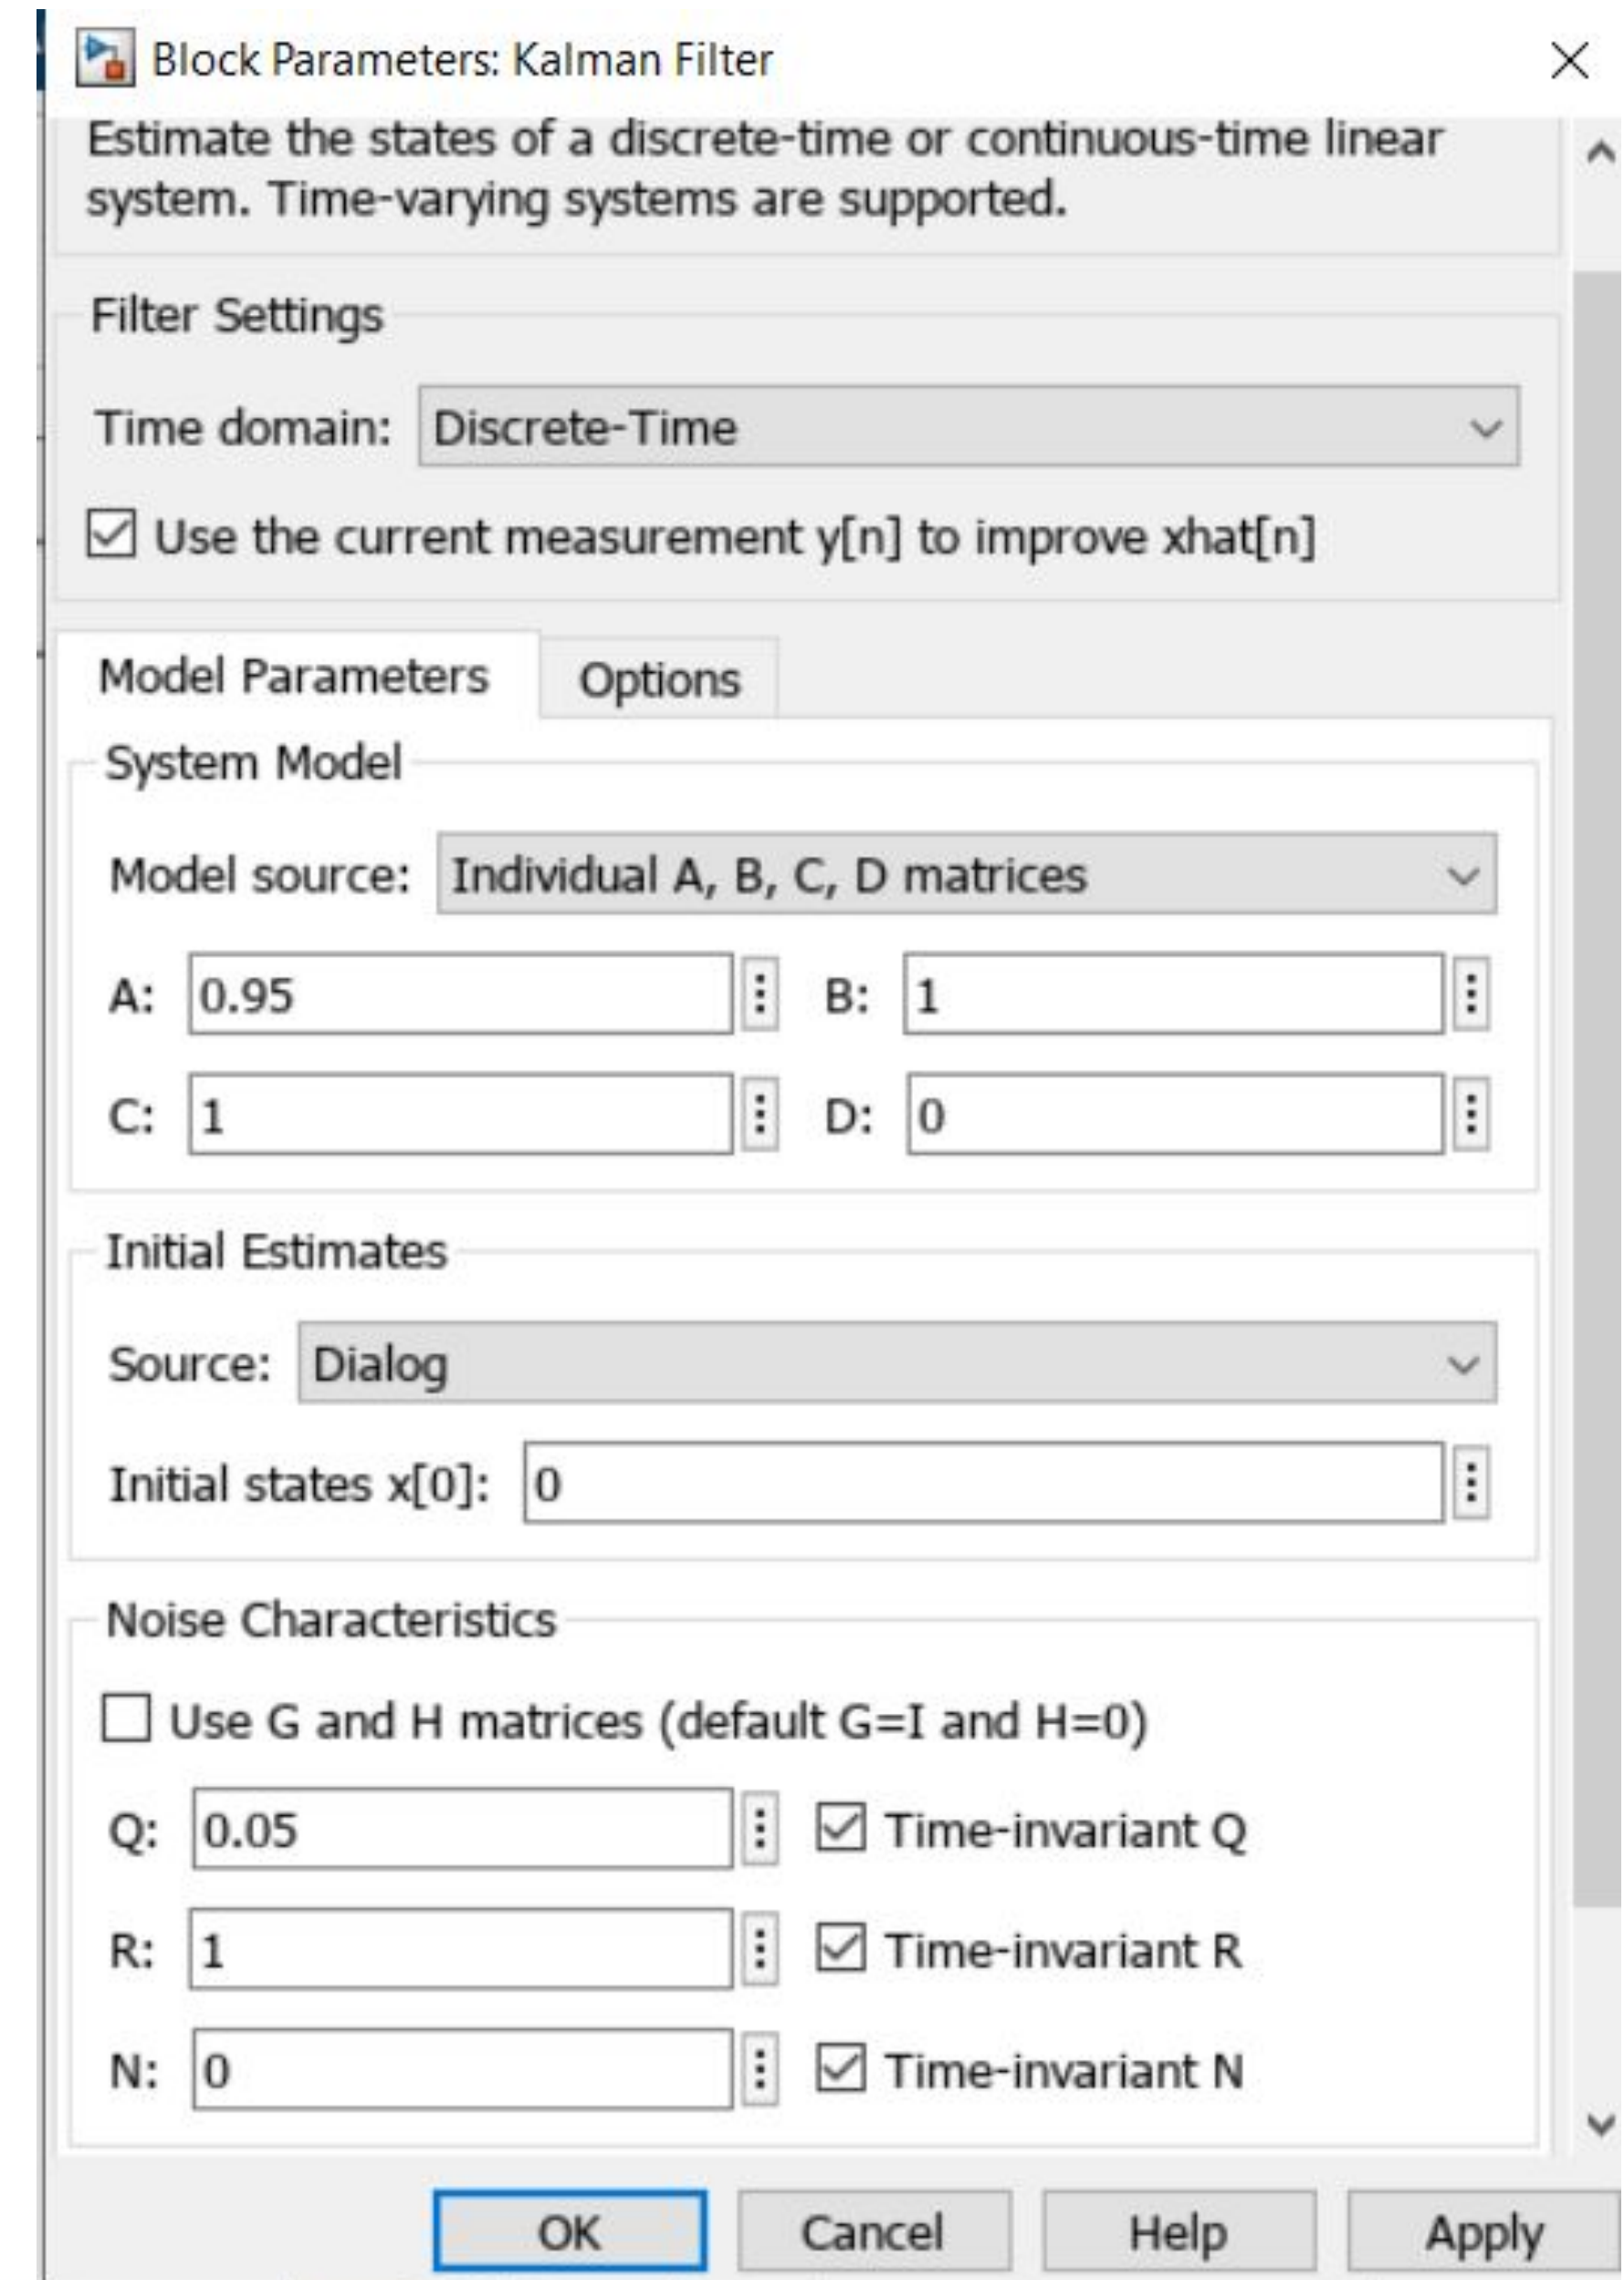 Block Parameters: Kalman Filter
Estimate the states of a discrete-time or continuous-time linear
system. Time-varying systems are supported.
Filter Settings
Time domain: Discrete-Time
Use the current measurement y[n] to improve xhat[n]
Model Parameters Options
System Model
Model source: Individual A, B, C, D matrices
A: 0.95 B: 1
C: 1 D: 0
Initial Estimates
Source: Dialog
Initial states x[0]: 0
Noise Characteristics
Use G and H matrices (default G=I and H=0)
Q: 0.05 Time-invariant Q
R: 1 Time-invariant R
N: 0 Time-invariant N
OK Cancel Help Apply